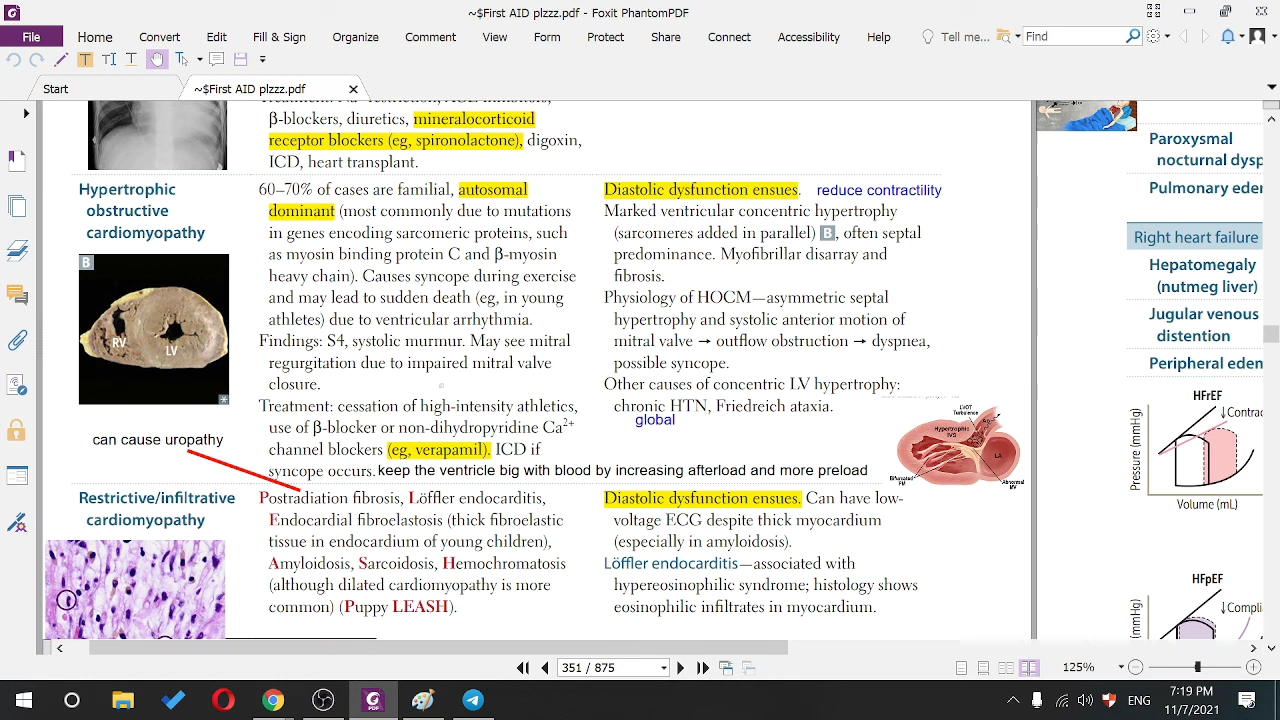 ~$First AID plzzz.pdf - Foxit PhantomPDF
File Home Convert Edit Fill & Sign Organize Comment View Form Protect Share Connect Accessibility Help Tell me... Find
Start ~$First AID plzzz.pdf
β-blockers, diuretics, mineralocorticoid
receptor blockers (eg, spironolactone), digoxin,
ICD, heart transplant.
Hypertrophic
obstructive
cardiomyopathy
B
RV
LV
60–70% of cases are familial, autosomal
dominant (most commonly due to mutations
in genes encoding sarcomeric proteins, such
as myosin binding protein C and β-myosin
heavy chain). Causes syncope during exercise
and may lead to sudden death (eg, in young
athletes) due to ventricular arrhythmia.
Findings: S4, systolic murmur. May see mitral
regurgitation due to impaired mitral valve
closure.
Treatment: cessation of high-intensity athletics,
use of β-blocker or non-dihydropyridine Ca2+
channel blockers (eg, verapamil). ICD if
syncope occurs. keep the ventricle big with blood by increasing afterload and more preload
Diastolic dysfunction ensues. reduce contractility
Marked ventricular concentric hypertrophy
(sarcomeres added in parallel) B, often septal
predominance. Myofibrillar disarray and
fibrosis.
Physiology of HOCM—asymmetric septal
hypertrophy and systolic anterior motion of
mitral valve → outflow obstruction → dyspnea,
possible syncope.
Other causes of concentric LV hypertrophy:
chronic HTN, Friedreich ataxia.
global
LVOT
Turbulence
Ao
Hypertrophic
IVS
LA
Bifurcated
PM
Abnormal
MV
can cause uropathy
Restrictive/infiltrative
cardiomyopathy
Postradiation fibrosis, Löffler endocarditis,
Endocardial fibroelastosis (thick fibroelastic
tissue in endocardium of young children),
Amyloidosis, Sarcoidosis, Hemochromatosis
(although dilated cardiomyopathy is more
common) (Puppy LEASH).
Diastolic dysfunction ensues. Can have low-
voltage ECG despite thick myocardium
(especially in amyloidosis).
Löffler endocarditis—associated with
hypereosinophilic syndrome; histology shows
eosinophilic infiltrates in myocardium.
Paroxysmal
nocturnal dysp
Pulmonary eder
Right heart failure
Hepatomegaly
(nutmeg liver)
Jugular venous
distention
Peripheral eden
HFrEF
↓Contrac
Pressure (mmHg)
Volume (mL)
HFpEF
↓Compli
(mmHg)
351 / 875
125%
ENG
7:19 PM
11/7/2021